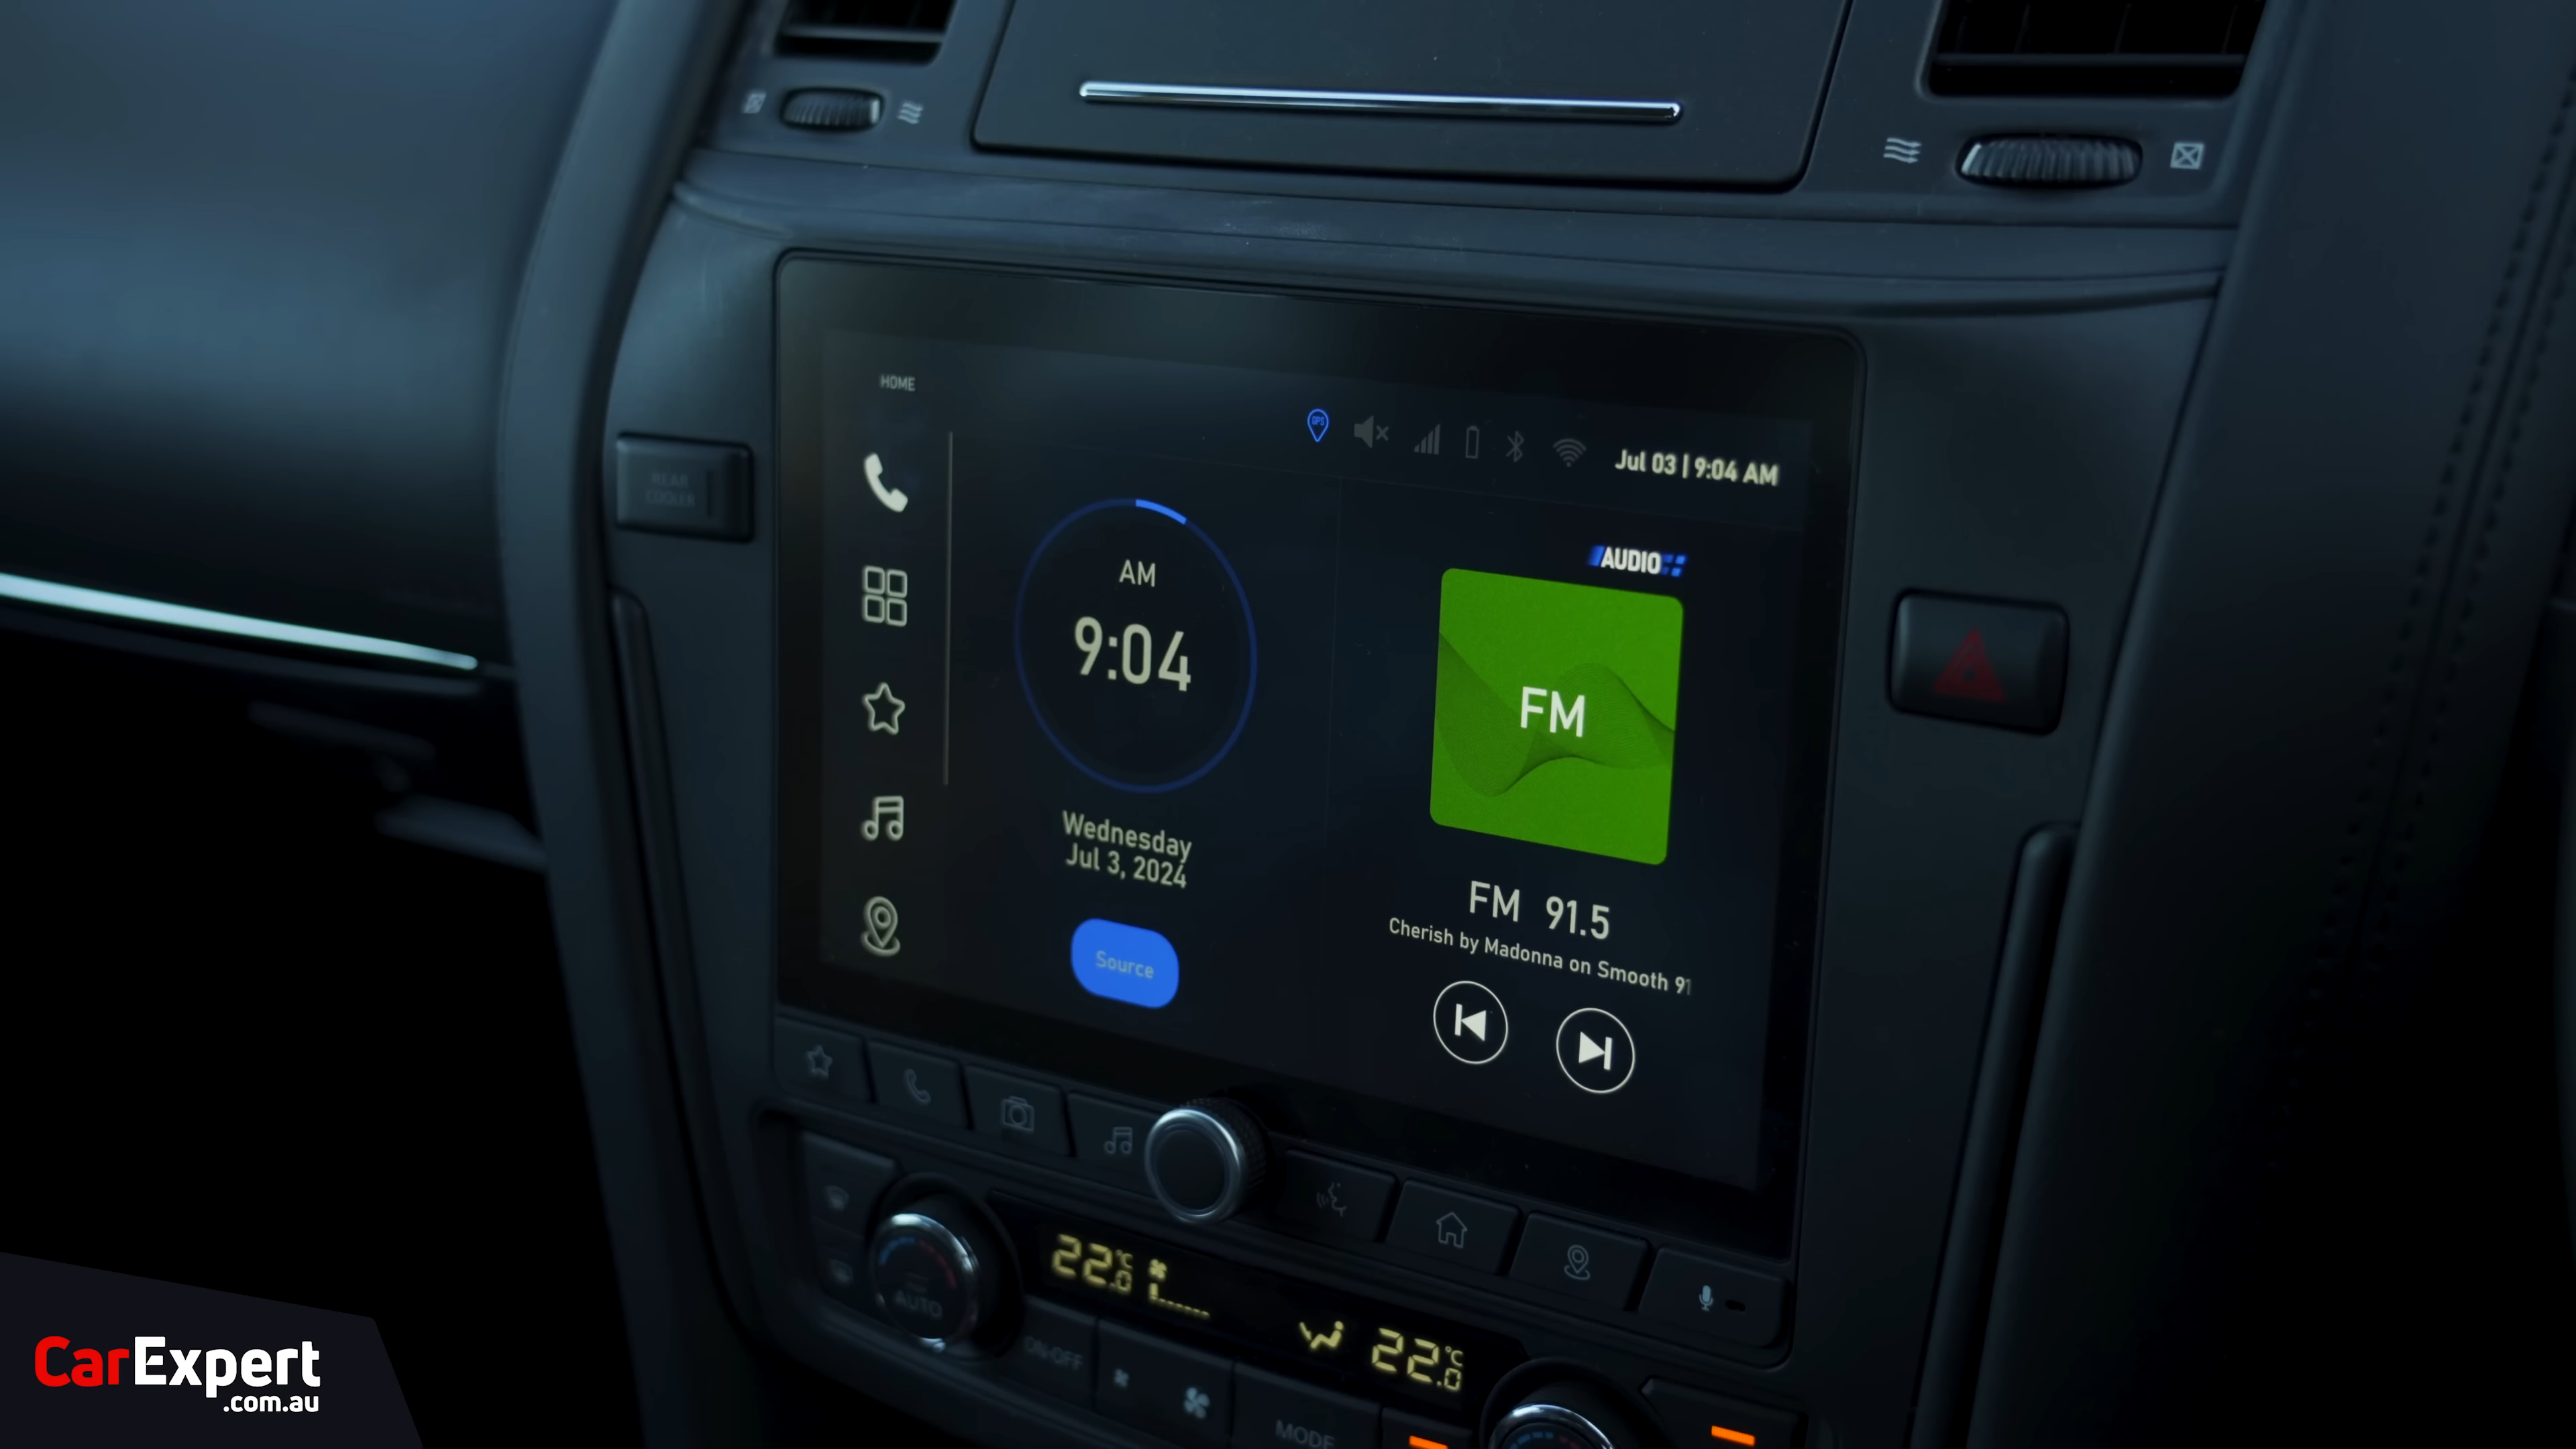 HOME
GPS
Jul 03 | 9:04 AM
REAR
COOLER
AUDIO
AM
9:04
FM
Wednesday
Jul 3, 2024
FM 91.5
Cherish by Madonna on Smooth 91
Source
22.0 °C
22.0 °C
AUTO
ON·OFF
MODE
CarExpert
.com.au